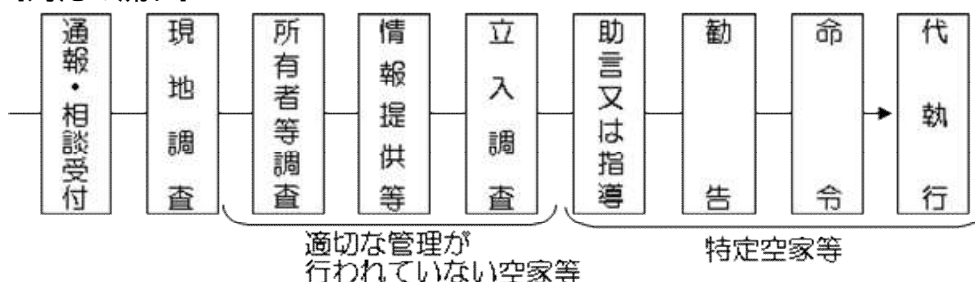 通報・相談受付
現地調査
所有者等調査
情報提供等
立入調査
助言又は指導
勧告
命令
代執行
適切な管理が
行われていない空家等
特定空家等